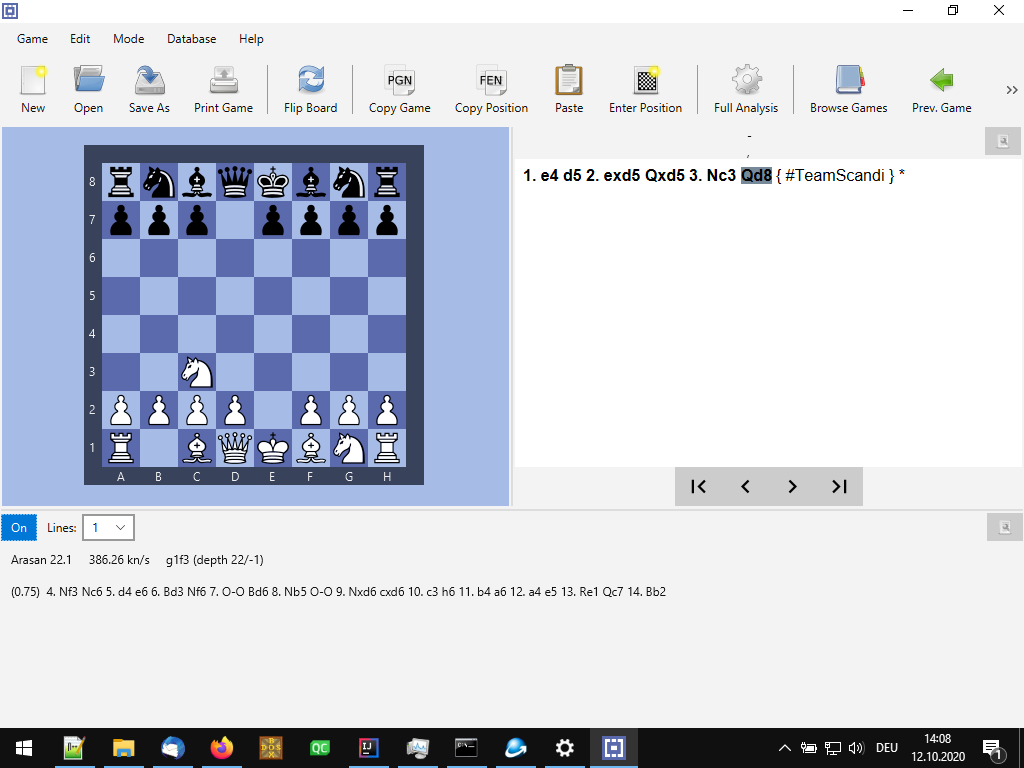 Game Edit Mode Database Help
PGN FEN
New Open Save As Print Game Flip Board Copy Game Copy Position Paste Enter Position Full Analysis Browse Games Prev. Game
-
,
1. e4 d5 2. exd5 Qxd5 3. Nc3 Qd8 { #TeamScandi } *
8
7
6
5
4
3
2
1
A B C D E F G H
On Lines: 1
Arasan 22.1 386.26 kn/s g1f3 (depth 22/-1)
(0.75) 4. Nf3 Nc6 5. d4 e6 6. Bd3 Nf6 7. O-O Bd6 8. Nb5 O-O 9. Nxd6 cxd6 10. c3 h6 11. b4 a6 12. a4 e5 13. Re1 Qc7 14. Bb2
DOS QC IJ C:\_ DEU 14:08
12.10.2020 1